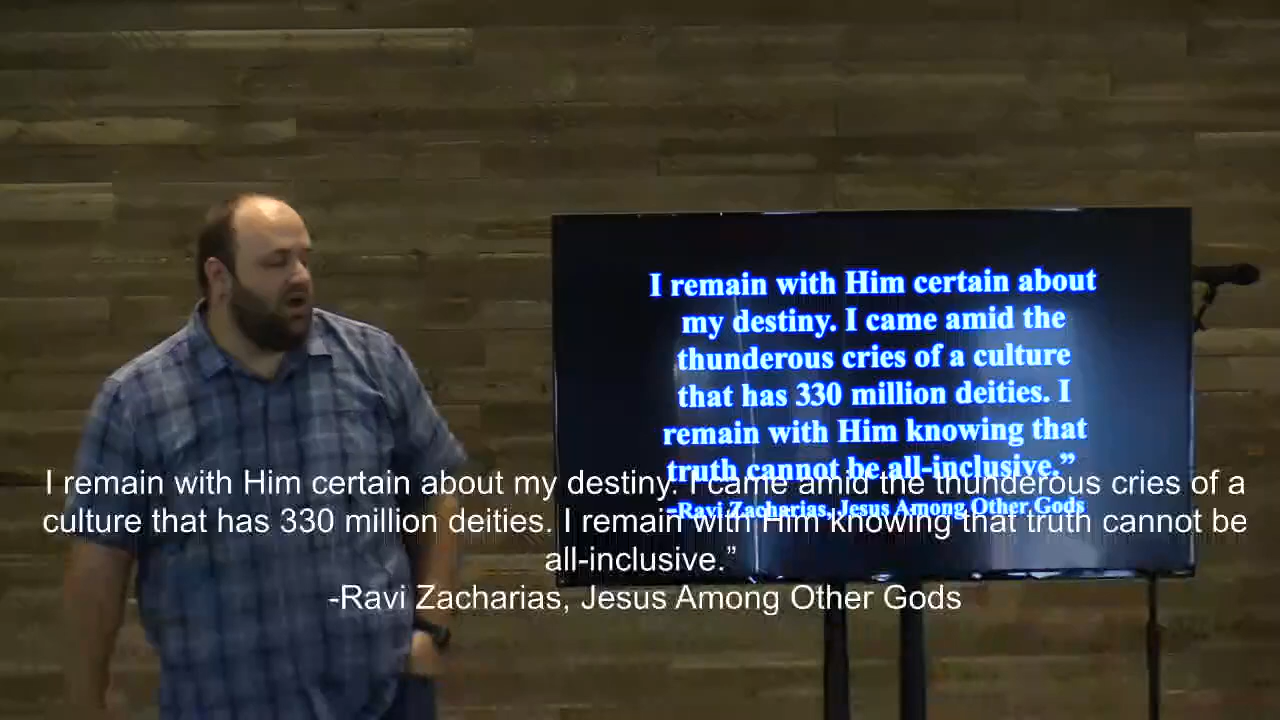 I remain with Him certain about
my destiny. I came amid the
thunderous cries of a culture
that has 330 million deities. I
remain with Him knowing that
truth cannot be all-inclusive.”
-Ravi Zacharias, Jesus Among Other Gods
I remain with Him certain about my destiny. I came amid the thunderous cries of a
culture that has 330 million deities. I remain with Him knowing that truth cannot be
all-inclusive.”
-Ravi Zacharias, Jesus Among Other Gods